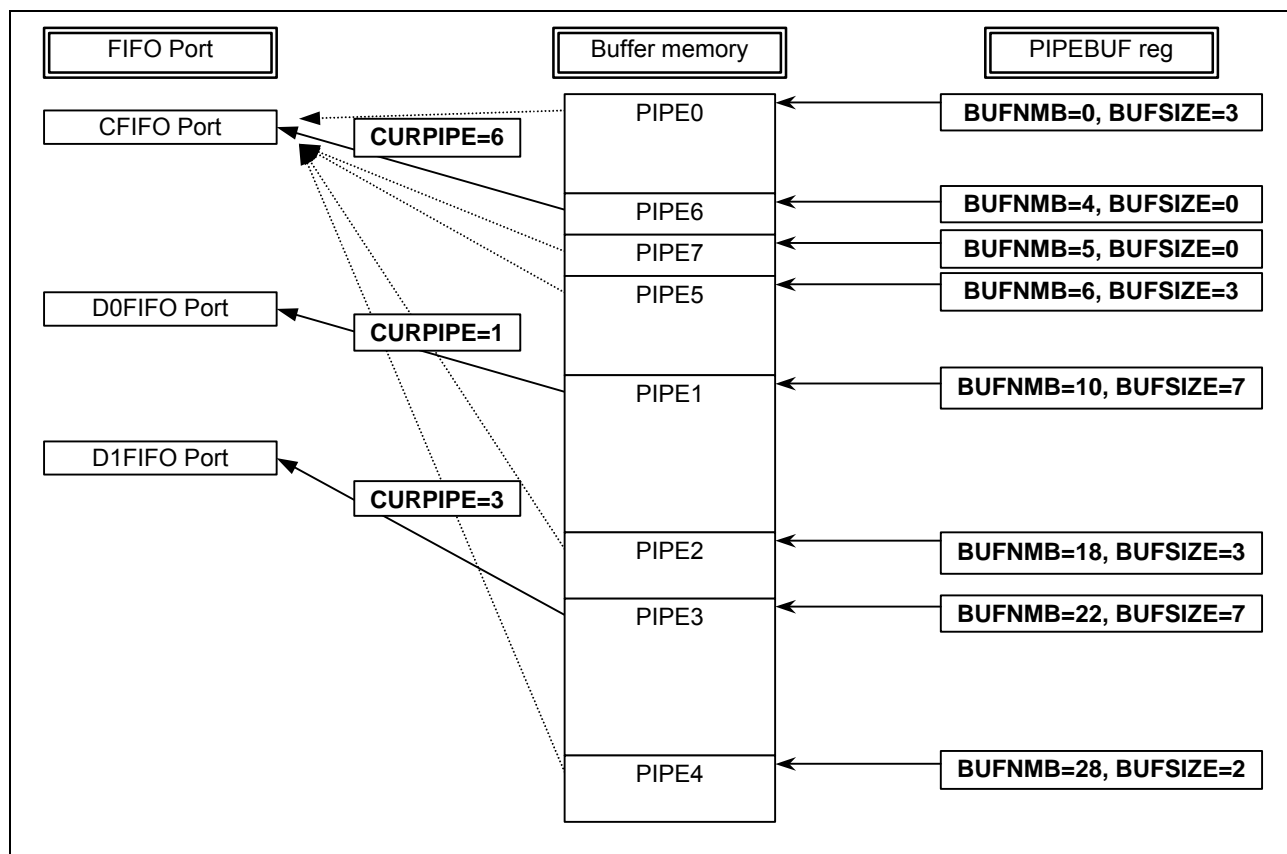 FIFO Port
Buffer memory
PIPEBUF reg
CFIFO Port
CURPIPE=6
PIPE0
BUFNMB=0, BUFSIZE=3
PIPE6
BUFNMB=4, BUFSIZE=0
PIPE7
BUFNMB=5, BUFSIZE=0
D0FIFO Port
CURPIPE=1
PIPE5
BUFNMB=6, BUFSIZE=3
PIPE1
BUFNMB=10, BUFSIZE=7
D1FIFO Port
CURPIPE=3
PIPE2
BUFNMB=18, BUFSIZE=3
PIPE3
BUFNMB=22, BUFSIZE=7
PIPE4
BUFNMB=28, BUFSIZE=2